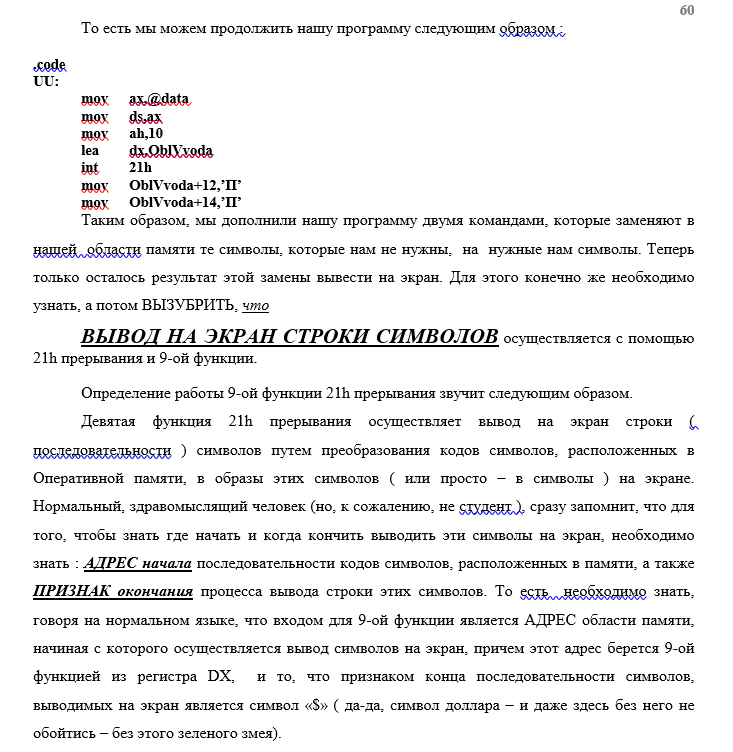 60
То есть мы можем продолжить нашу программу следующим образом :
.code
UU:
mov ax,@data
mov ds,ax
mov ah,10
lea dx,OblVvoda
int 21h
mov OblVvoda+12,’П’
mov OblVvoda+14,’П’
Таким образом, мы дополнили нашу программу двумя командами, которые заменяют в
нашей области памяти те символы, которые нам не нужны, на нужные нам символы. Теперь
только осталось результат этой замены вывести на экран. Для этого конечно же необходимо
узнать, а потом ВЫЗУБРИТЬ, что
ВЫВОД НА ЭКРАН СТРОКИ СИМВОЛОВ осуществляется с помощью
21h прерывания и 9-ой функции.
Определение работы 9-ой функции 21h прерывания звучит следующим образом.
Девятая функция 21h прерывания осуществляет вывод на экран строки (
последовательности ) символов путем преобразования кодов символов, расположенных в
Оперативной памяти, в образы этих символов ( или просто – в символы ) на экране.
Нормальный, здравомыслящий человек (но, к сожалению, не студент ), сразу запомнит, что для
того, чтобы знать где начать и когда кончить выводить эти символы на экран, необходимо
знать : АДРЕС начала последовательности кодов символов, расположенных в памяти, а также
ПРИЗНАК окончания процесса вывода строки этих символов. То есть необходимо знать,
говоря на нормальном языке, что входом для 9-ой функции является АДРЕС области памяти,
начиная с которого осуществляется вывод символов на экран, причем этот адрес берется 9-ой
функцией из регистра DX, и то, что признаком конца последовательности символов,
выводимых на экран является символ «$» ( да-да, символ доллара – и даже здесь без него не
обойтись – без этого зеленого змея).